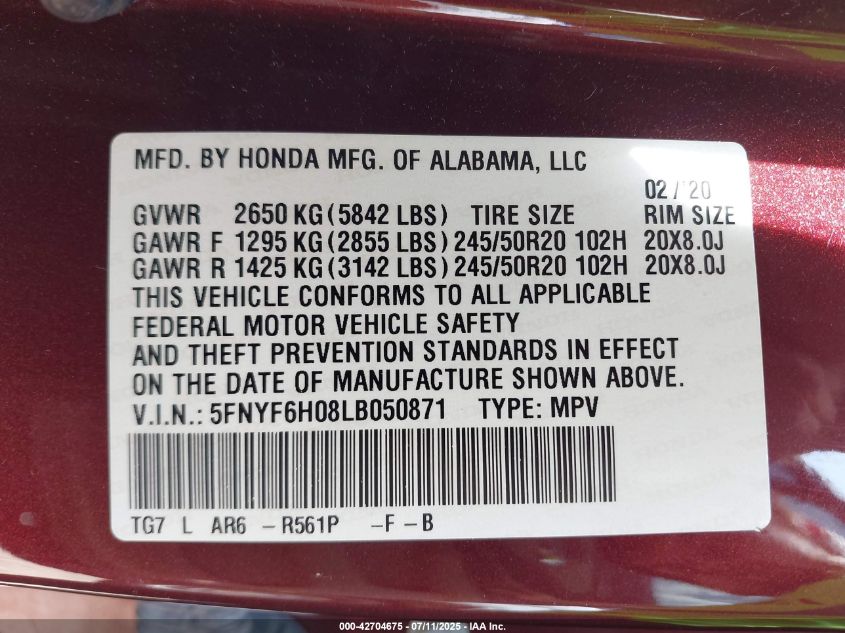 MFD. BY HONDA MFG. OF ALABAMA, LLC
02/'20
GVWR 2650 KG (5842 LBS) TIRE SIZE RIM SIZE
GAWR F 1295 KG (2855 LBS) 245/50R20 102H 20X8.0J
GAWR R 1425 KG (3142 LBS) 245/50R20 102H 20X8.0J
THIS VEHICLE CONFORMS TO ALL APPLICABLE
FEDERAL MOTOR VEHICLE SAFETY
AND THEFT PREVENTION STANDARDS IN EFFECT
ON THE DATE OF MANUFACTURE SHOWN ABOVE.
V.I.N.: 5FNYF6H08LB050871 TYPE: MPV
TG7 L AR6 – R561P –F – B
000-42704675 - 07/11/2025 - IAA Inc.